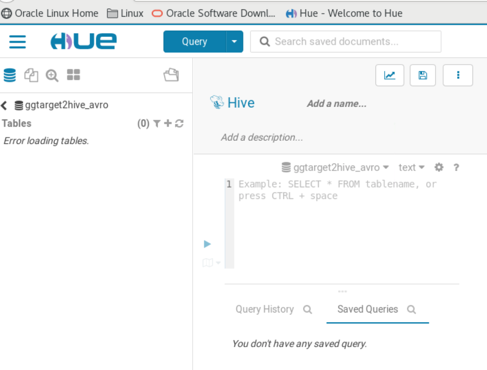 Oracle Linux Home Linux Oracle Software Downl... Hue - Welcome to Hue
HUE Query Search saved documents...
ggtarget2hive_avro
Tables (0)
Error loading tables.
Hive Add a name...
Add a description...
ggtarget2hive_avro text ?
1 Example: SELECT * FROM tablename, or
press CTRL + space
Query History Saved Queries
You don't have any saved query.